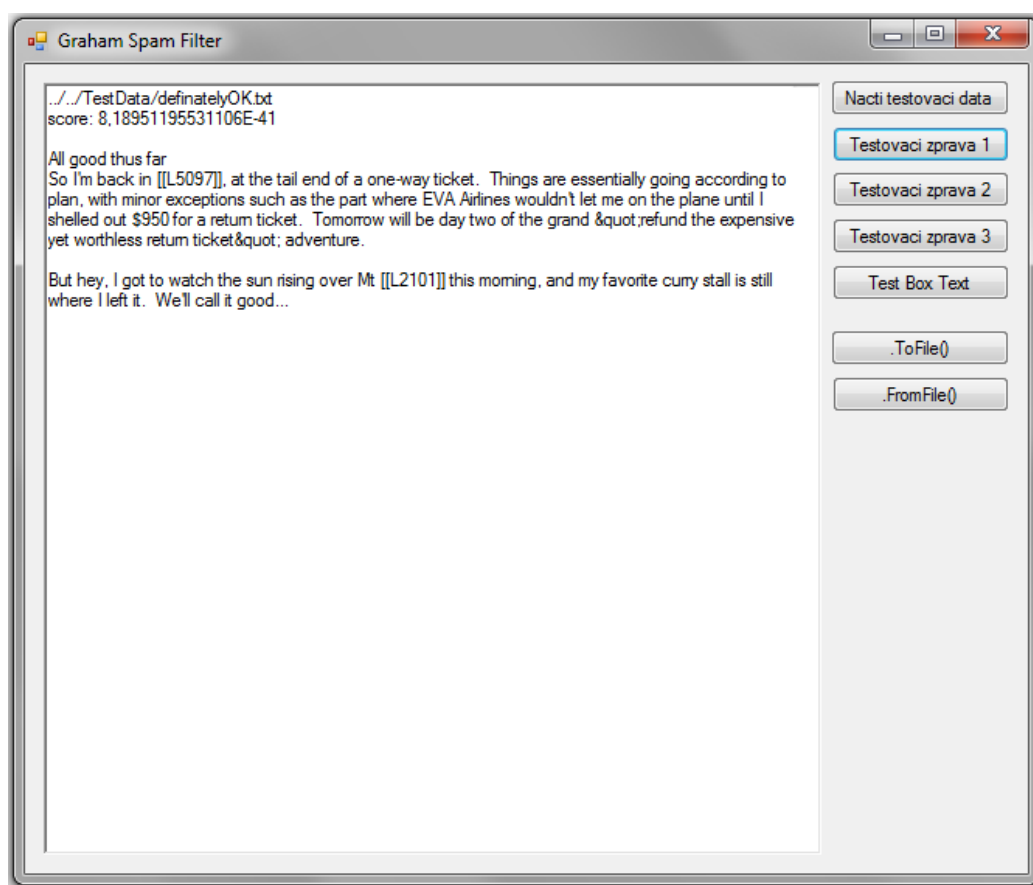 Graham Spam Filter
../../TestData/definatelyOK.txt
score: 8,18951195531106E-41
All good thus far
So I'm back in [[L5097]], at the tail end of a one-way ticket.  Things are essentially going according to
plan, with minor exceptions such as the part where EVA Airlines wouldn't let me on the plane until I
shelled out $950 for a return ticket.  Tomorrow will be day two of the grand &quot;refund the expensive
yet worthless return ticket&quot; adventure.
But hey, I got to watch the sun rising over Mt [[L2101]] this morning, and my favorite curry stall is still
where I left it.  We'll call it good...
Nacti testovaci data
Testovaci zprava 1
Testovaci zprava 2
Testovaci zprava 3
Test Box Text
.ToFile()
.FromFile()